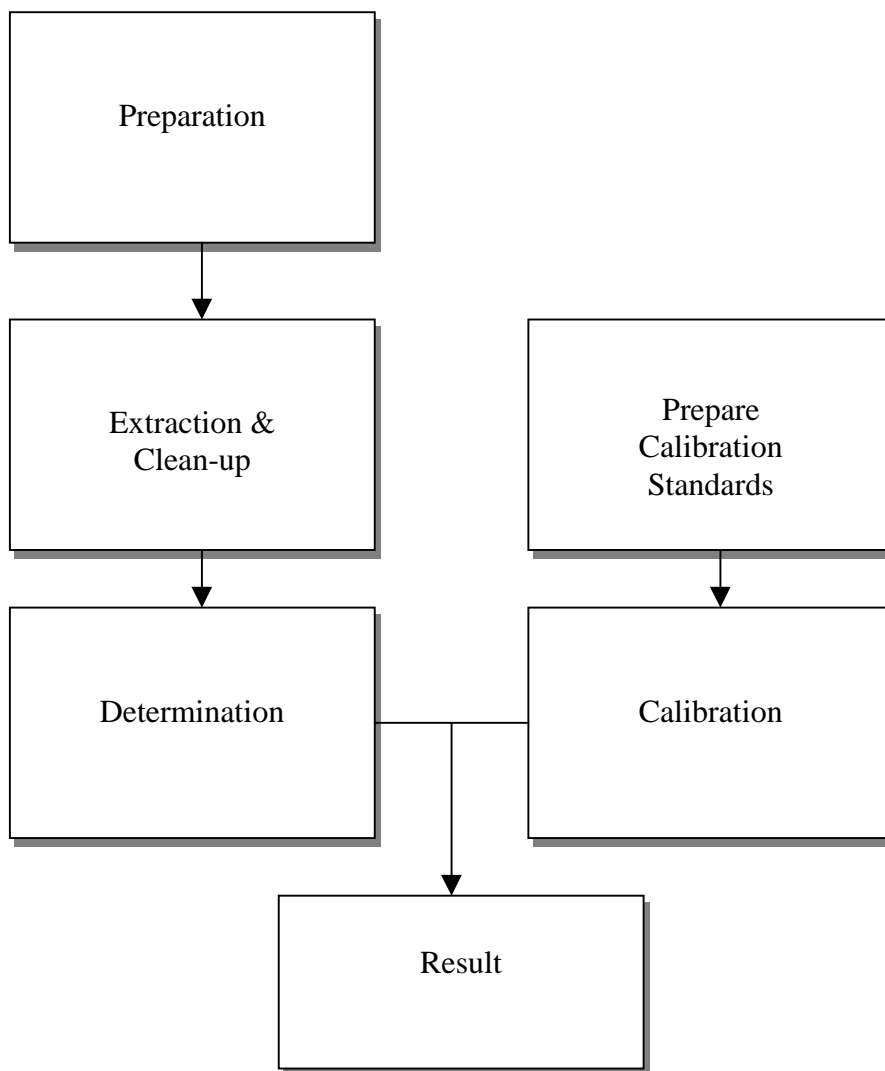 Preparation
Extraction &
Clean-up
Prepare
Calibration
Standards
Determination
Calibration
Result